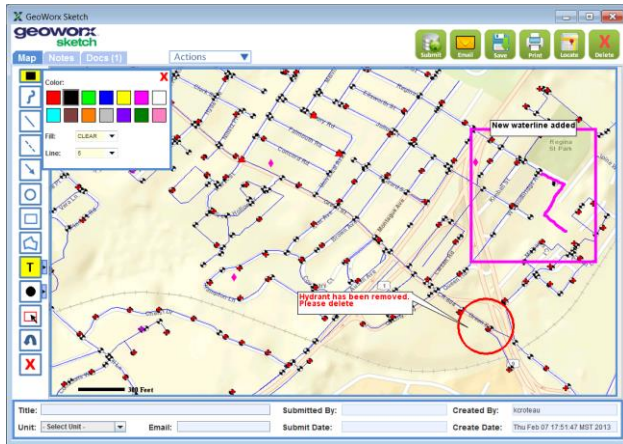 GeoWorx Sketch
geoworx
sketch
Map Notes Docs (1)
Actions
Submit Email Save Print Locate Delete
Color:
X
Fill: CLEAR
Line: 5
New waterline added
Regina
St Park
Hydrant has been removed.
Please delete
1
T
X
300 Feet
Title: Submitted By: Created By: kcroteau
Unit: - Select Unit - Email: Submit Date: Create Date: Thu Feb 07 17:51:47 MST 2013